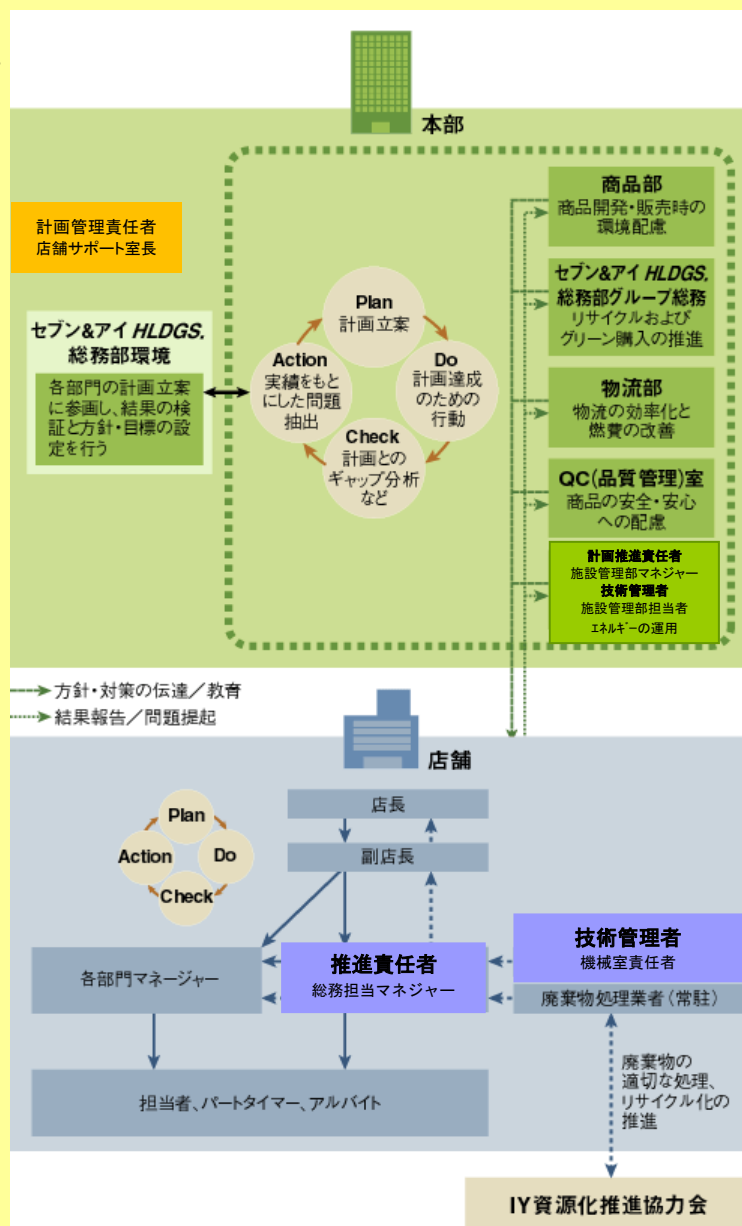 本部
計画管理責任者
店舗サポート室長
セブン&アイ HLDGS.
総務部環境
各部門の計画立案
に参画し、結果の検
証と方針・目標の設
定を行う
Plan
計画立案
Do
計画達成
のための
行動
Check
計画との
ギャップ分析
など
Action
実績をもと
にした問題
抽出
商品部
商品開発・販売時の
環境配慮
セブン&アイ HLDGS.
総務部グループ総務
リサイクルおよび
グリーン購入の推進
物流部
物流の効率化と
燃費の改善
QC(品質管理)室
商品の安全・安心
への配慮
計画推進責任者
施設管理部マネジャー
技術管理者
施設管理部担当者
エネルギーの運用
方針・対策の伝達/教育
結果報告/問題提起
店舗
店長
副店長
Plan
Do
Check
Action
各部門マネージャー
推進責任者
総務担当マネジャー
技術管理者
機械室責任者
廃棄物処理業者(常駐)
担当者、パートタイマー、アルバイト
廃棄物の
適切な処理、
リサイクル化の
推進
IY資源化推進協力会